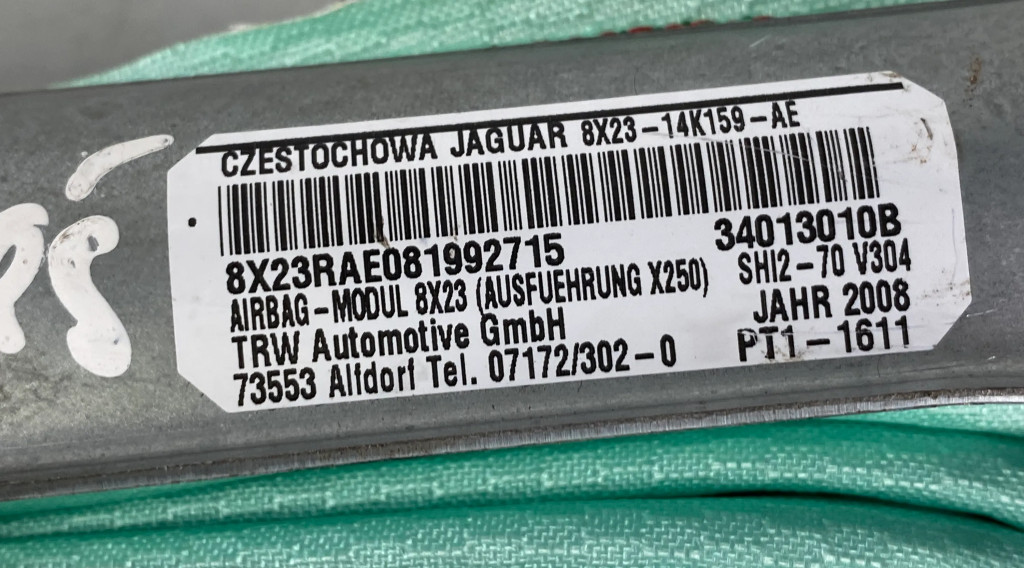 CZESTOCHOWA JAGUAR 8X23-14K159-AE
8X23RAE081992715 34013010B
AIRBAG-MODUL 8X23 (AUSFUEHRUNG X250) SHI2-70 V304
TRW Automotive GmbH JAHR 2008
73553 Alfdorf Tel. 07172/302-0 PT1-1611